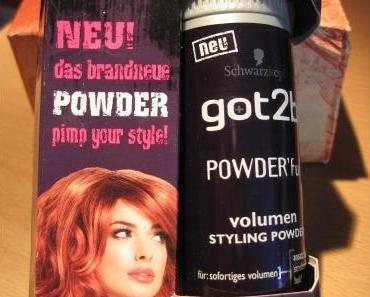 NEU!
das brandneue
POWDER
pimp your style!
neu
Schwarzkopf
got2b
POWDER'ful
volumen
STYLING POWDER
für: sofortiges volumen